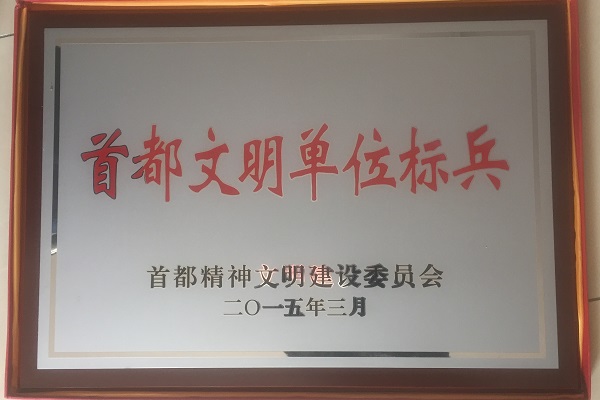 首都文明单位标兵
首都精神文明建设委员会
二〇一五年三月